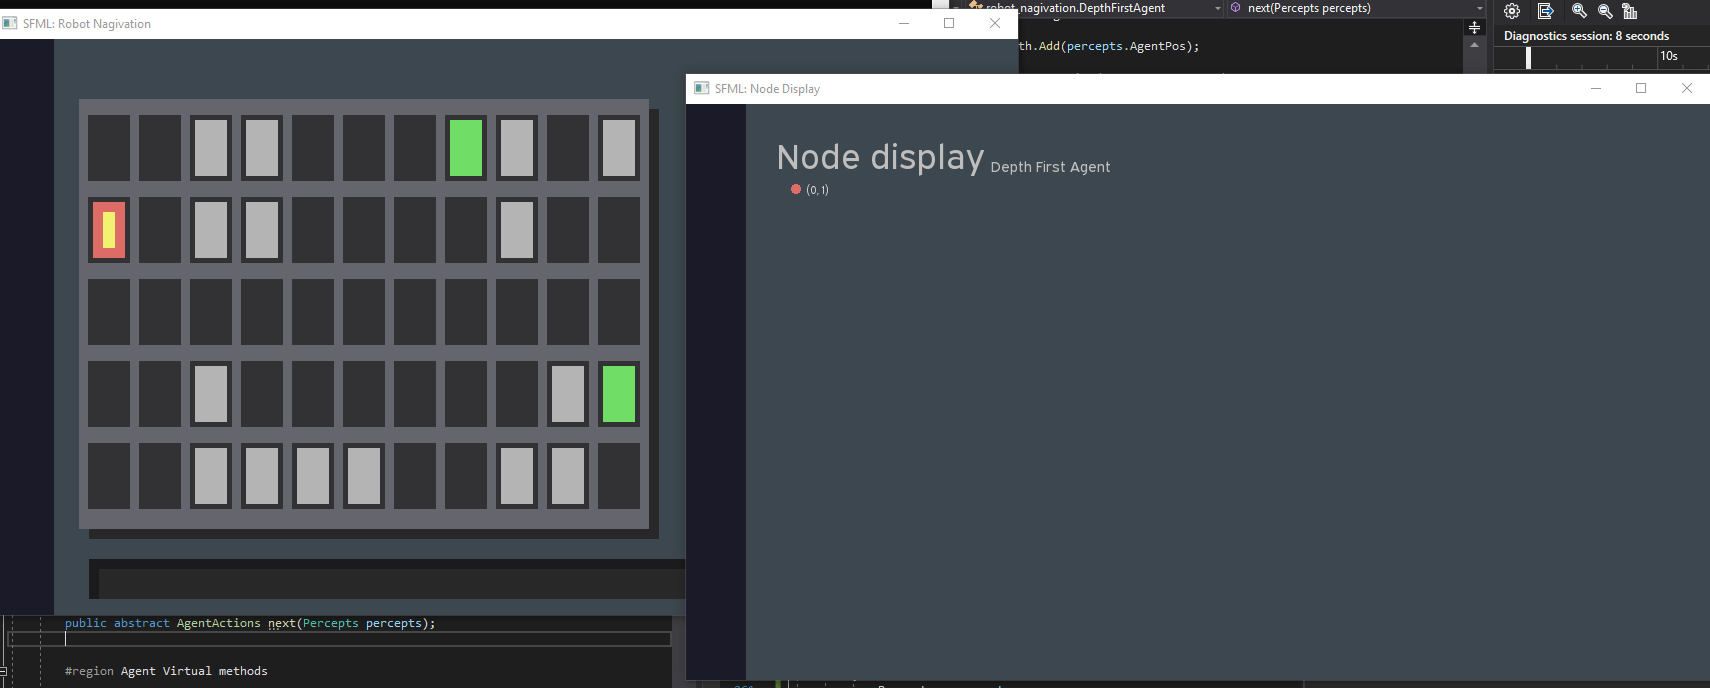 SFML: Robot Nagivation
robot_nagivation.DepthFirstAgent
next(Percepts percepts)
th.Add(percepts.AgentPos);
Diagnostics session: 8 seconds
10s
SFML: Node Display
Node display Depth First Agent
(0, 1)
public abstract AgentActions next(Percepts percepts);
#region Agent Virtual methods